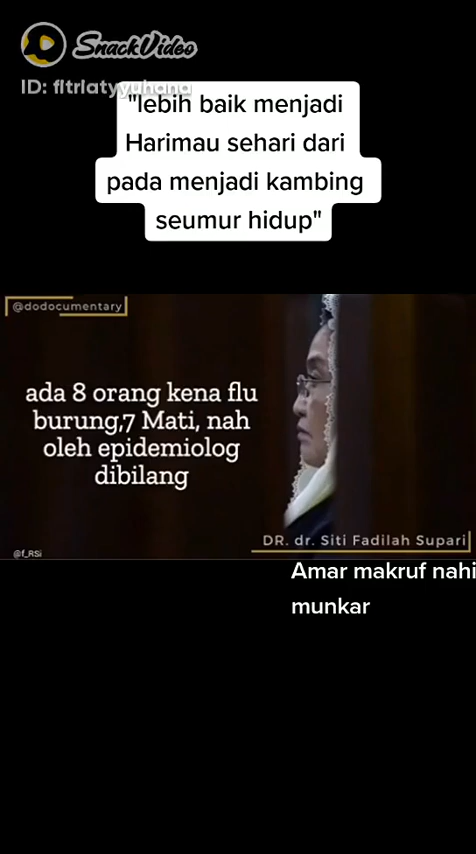 SnackVideo
ID: fItrIatyyuhana
"lebih baik menjadi
Harimau sehari dari
pada menjadi kambing
seumur hidup"
@dodocumentary
ada 8 orang kena flu
burung,7 Mati, nah
oleh epidemiolog
dibilang
DR. dr. Siti Fadilah Supari
@f_RSi
Amar makruf nahi
munkar